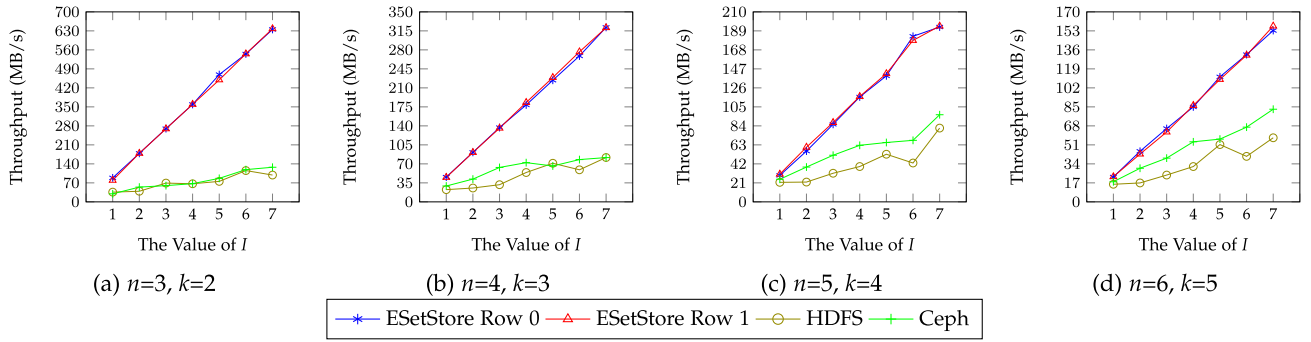 Throughput (MB/s)
700
630
560
490
420
350
280
210
140
70
0
1 2 3 4 5 6 7
The Value of I
(a) n=3, k=2
Throughput (MB/s)
350
315
280
245
210
175
140
105
70
35
0
1 2 3 4 5 6 7
The Value of I
(b) n=4, k=3
Throughput (MB/s)
210
189
168
147
126
105
84
63
42
21
0
1 2 3 4 5 6 7
The Value of I
(c) n=5, k=4
Throughput (MB/s)
170
153
136
119
102
85
68
51
34
17
0
1 2 3 4 5 6 7
The Value of I
(d) n=6, k=5
ESetStore Row 0 ESetStore Row 1 HDFS Ceph